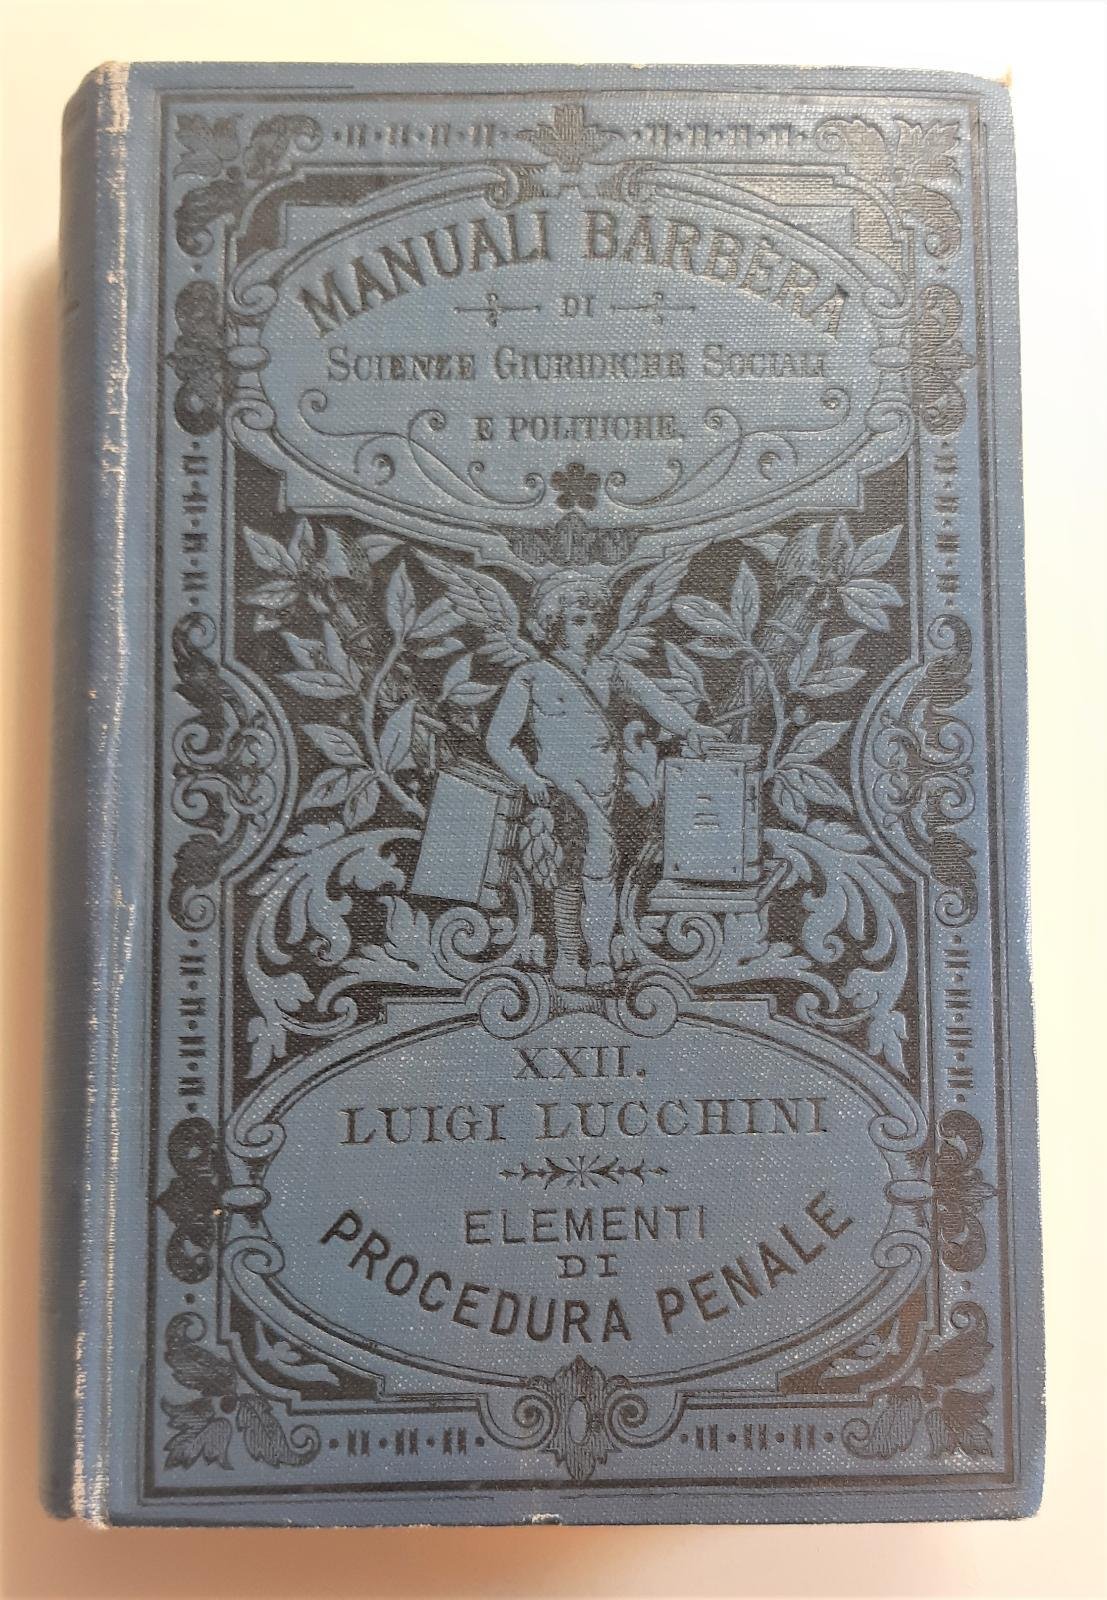 MANUALI BARBÈRA
DI
SCIENZE GIURIDICHE SOCIALI
E POLITICHE.
XXII.
LUIGI LUCCHINI
ELEMENTI
DI
PROCEDURA PENALE